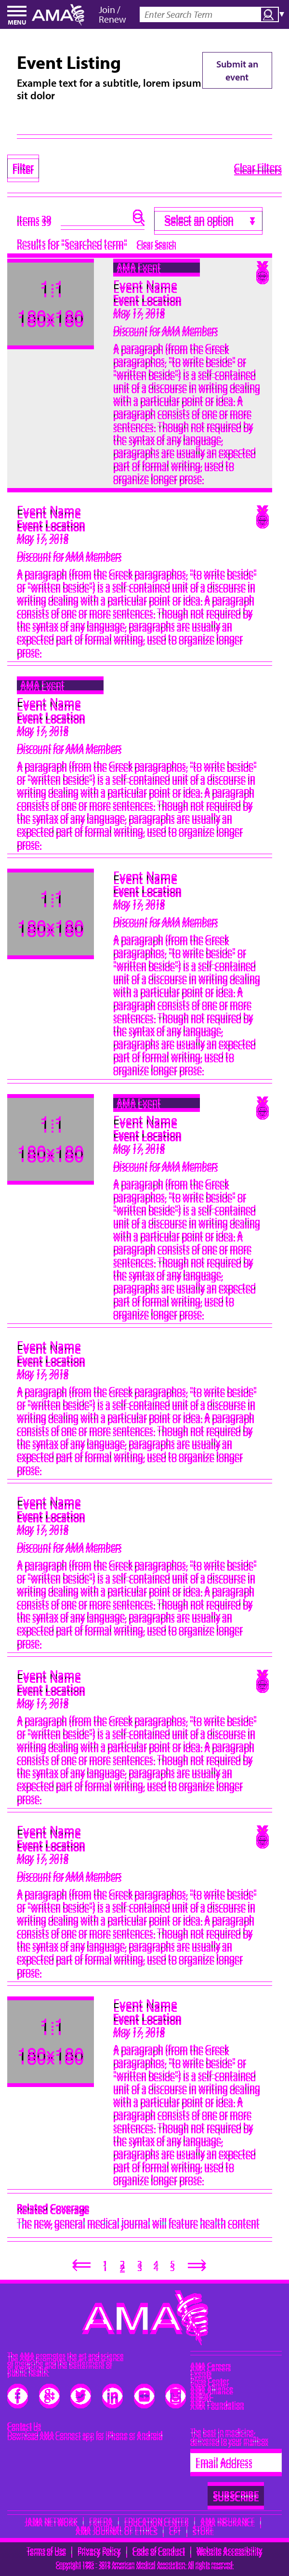 MENU
AMA
Join /
Renew
Enter Search Term
Event Listing
Submit an
event
Example text for a subtitle, lorem ipsum
sit dolor
Filter
Clear Filters
Items 39
Select an option
Results for "Searched term"
Clear Search
1:1
180x180
AMA Event
Event Name
Event Location
May 17, 2018
Discount for AMA Members
A paragraph (from the Greek
paragraphos, "to write beside" or
"written beside") is a self-contained
unit of a discourse in writing dealing
with a particular point or idea. A
paragraph consists of one or more
sentences. Though not required by
the syntax of any language,
paragraphs are usually an expected
part of formal writing, used to
organize longer prose.
Event Name
Event Location
May 17, 2018
Discount for AMA Members
A paragraph (from the Greek paragraphos, "to write beside"
or "written beside") is a self-contained unit of a discourse in
writing dealing with a particular point or idea. A paragraph
consists of one or more sentences. Though not required by
the syntax of any language, paragraphs are usually an
expected part of formal writing, used to organize longer
prose.
AMA Event
Event Name
Event Location
May 17, 2018
Discount for AMA Members
A paragraph (from the Greek paragraphos, "to write beside"
or "written beside") is a self-contained unit of a discourse in
writing dealing with a particular point or idea. A paragraph
consists of one or more sentences. Though not required by
the syntax of any language, paragraphs are usually an
expected part of formal writing, used to organize longer
prose.
1:1
180x180
Event Name
Event Location
May 17, 2018
Discount for AMA Members
A paragraph (from the Greek
paragraphos, "to write beside" or
"written beside") is a self-contained
unit of a discourse in writing dealing
with a particular point or idea. A
paragraph consists of one or more
sentences. Though not required by
the syntax of any language,
paragraphs are usually an expected
part of formal writing, used to
organize longer prose.
1:1
180x180
AMA Event
Event Name
Event Location
May 17, 2018
Discount for AMA Members
A paragraph (from the Greek
paragraphos, "to write beside" or
"written beside") is a self-contained
unit of a discourse in writing dealing
with a particular point or idea. A
paragraph consists of one or more
sentences. Though not required by
the syntax of any language,
paragraphs are usually an expected
part of formal writing, used to
organize longer prose.
Event Name
Event Location
May 17, 2018
A paragraph (from the Greek paragraphos, "to write beside"
or "written beside") is a self-contained unit of a discourse in
writing dealing with a particular point or idea. A paragraph
consists of one or more sentences. Though not required by
the syntax of any language, paragraphs are usually an
expected part of formal writing, used to organize longer
prose.
Event Name
Event Location
May 17, 2018
Discount for AMA Members
A paragraph (from the Greek paragraphos, "to write beside"
or "written beside") is a self-contained unit of a discourse in
writing dealing with a particular point or idea. A paragraph
consists of one or more sentences. Though not required by
the syntax of any language, paragraphs are usually an
expected part of formal writing, used to organize longer
prose.
Event Name
Event Location
May 17, 2018
A paragraph (from the Greek paragraphos, "to write beside"
or "written beside") is a self-contained unit of a discourse in
writing dealing with a particular point or idea. A paragraph
consists of one or more sentences. Though not required by
the syntax of any language, paragraphs are usually an
expected part of formal writing, used to organize longer
prose.
Event Name
Event Location
May 17, 2018
Discount for AMA Members
A paragraph (from the Greek paragraphos, "to write beside"
or "written beside") is a self-contained unit of a discourse in
writing dealing with a particular point or idea. A paragraph
consists of one or more sentences. Though not required by
the syntax of any language, paragraphs are usually an
expected part of formal writing, used to organize longer
prose.
1:1
180x180
Event Name
Event Location
May 17, 2018
A paragraph (from the Greek
paragraphos, "to write beside" or
"written beside") is a self-contained
unit of a discourse in writing dealing
with a particular point or idea. A
paragraph consists of one or more
sentences. Though not required by
the syntax of any language,
paragraphs are usually an expected
part of formal writing, used to
organize longer prose.
Related Coverage
The new, general medical journal will feature health content
1 2 3 4 5
AMA
Contact Us
AMA Foundation
Email Address
SUBSCRIBE
Terms of Use | Privacy Policy | Code of Conduct | Website Accessibility